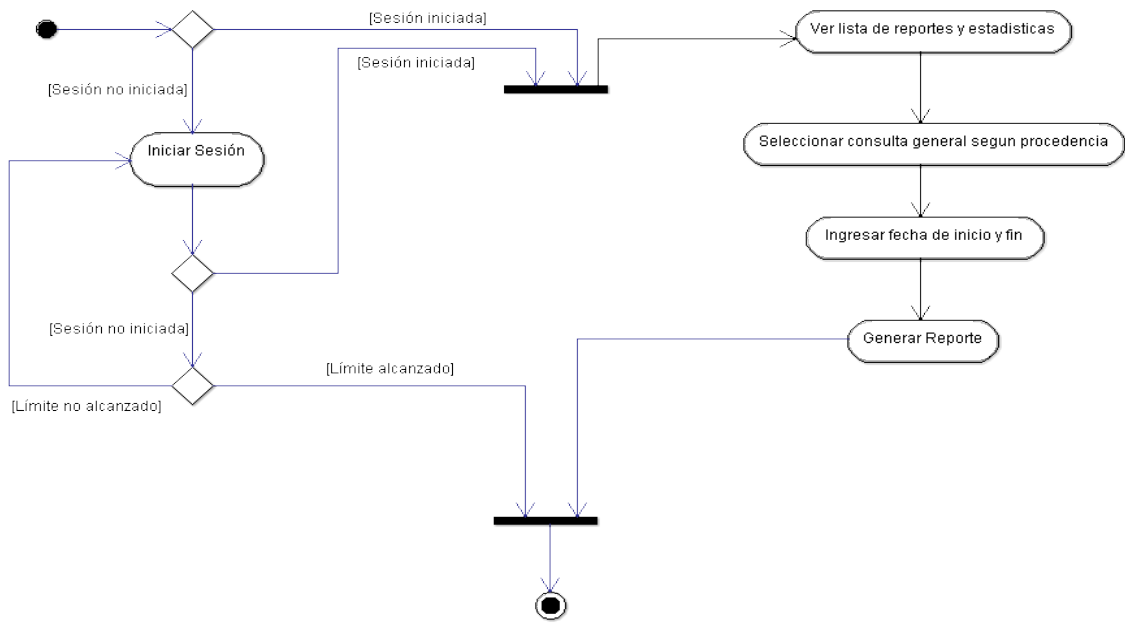 [Sesión iniciada]
Ver lista de reportes y estadisticas
[Sesión iniciada]
[Sesión no iniciada]
Iniciar Sesión
Seleccionar consulta general segun procedencia
Ingresar fecha de inicio y fin
[Sesión no iniciada]
Generar Reporte
[Límite alcanzado]
[Límite no alcanzado]